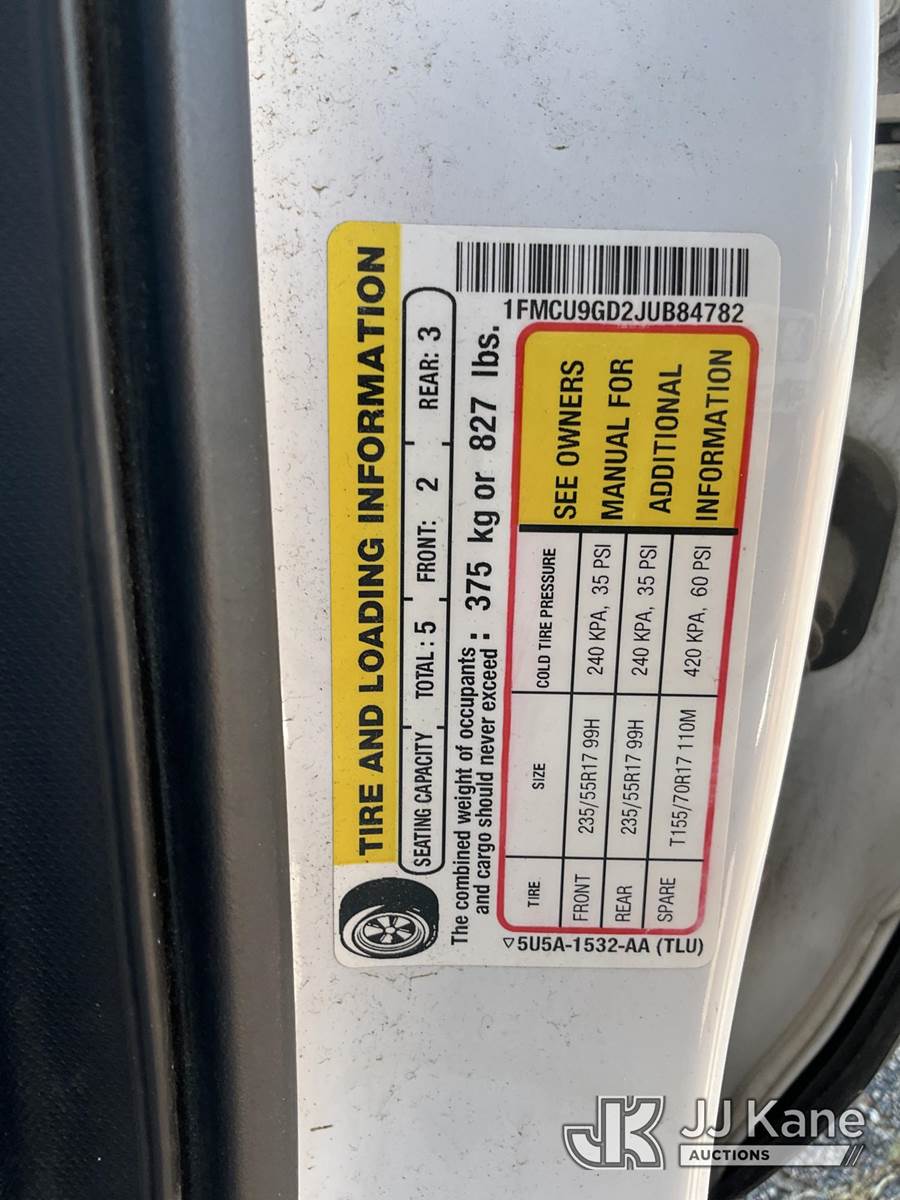 TIRE AND LOADING INFORMATION
SEATING CAPACITY TOTAL : 5 FRONT: 2 REAR: 3
The combined weight of occupants
and cargo should never exceed : 375 kg or 827 lbs.
1FMCU9GD2JUB84782
TIRE SIZE COLD TIRE PRESSURE
FRONT 235/55R17 99H 240 KPA, 35 PSI
REAR 235/55R17 99H 240 KPA, 35 PSI
SPARE T155/70R17 110M 420 KPA, 60 PSI
SEE OWNERS
MANUAL FOR
ADDITIONAL
INFORMATION
5U5A-1532-AA (TLU)
JK JJ Kane
AUCTIONS